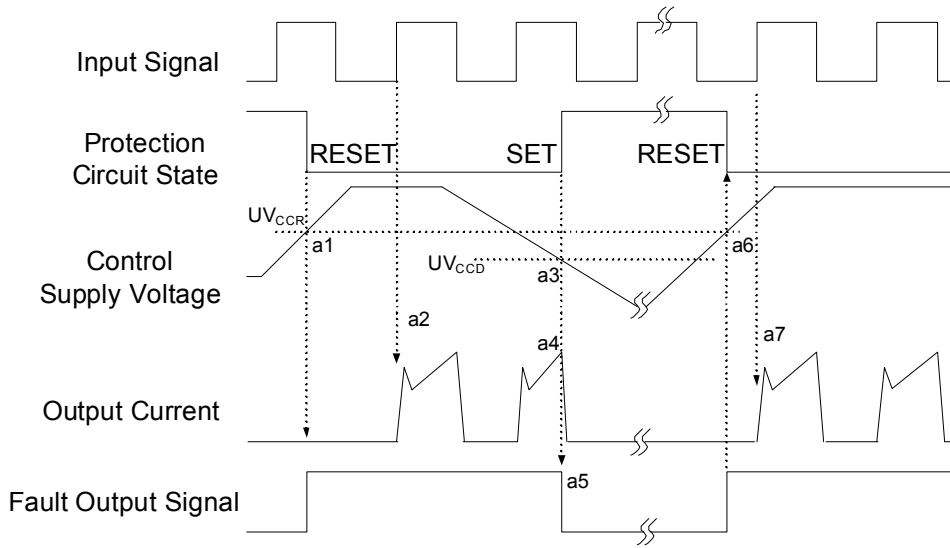 Input Signal
Protection
Circuit State
RESET
SET
RESET
UVCCR
a1
a6
Control
Supply Voltage
UVCCD
a3
a2
a4
a7
Output Current
a5
Fault Output Signal